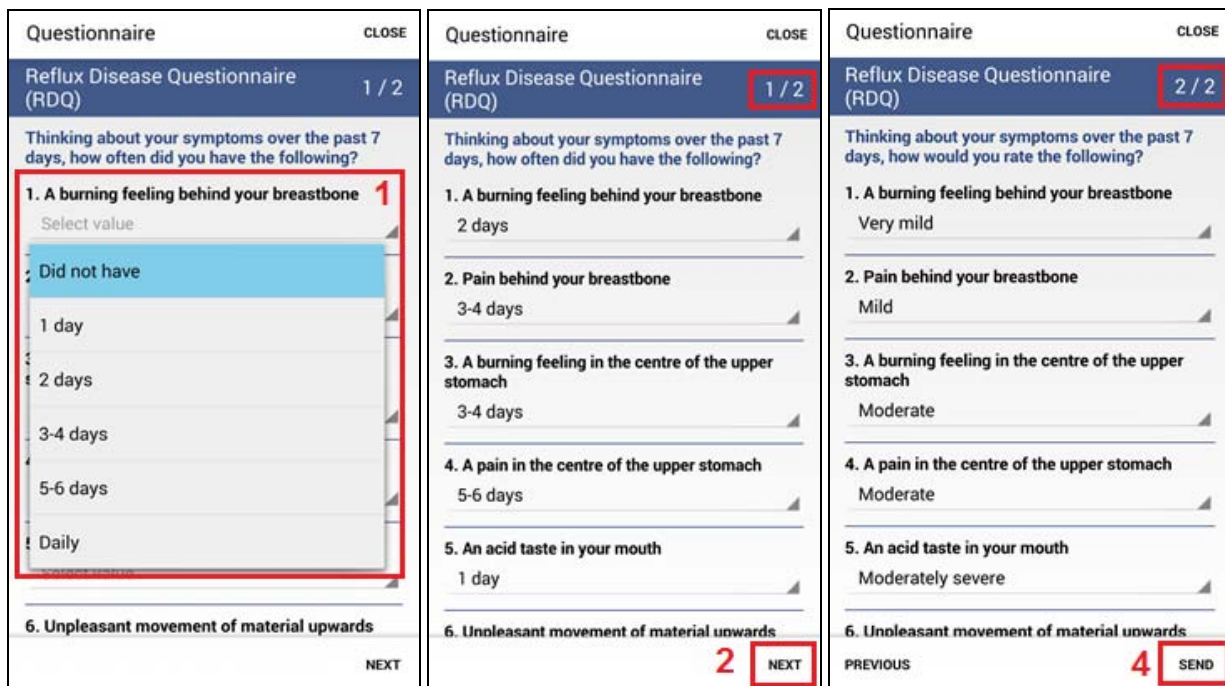 Questionnaire CLOSE
Reflux Disease Questionnaire
(RDQ) 1 / 2
Thinking about your symptoms over the past 7
days, how often did you have the following?
1. A burning feeling behind your breastbone 1
Select value
Did not have
1 day
2 days
3-4 days
5-6 days
Daily
6. Unpleasant movement of material upwards
NEXT
Questionnaire CLOSE
Reflux Disease Questionnaire
(RDQ) 1 / 2
Thinking about your symptoms over the past 7
days, how often did you have the following?
1. A burning feeling behind your breastbone
2 days
2. Pain behind your breastbone
3-4 days
3. A burning feeling in the centre of the upper
stomach
3-4 days
4. A pain in the centre of the upper stomach
5-6 days
5. An acid taste in your mouth
1 day
6. Unpleasant movement of material upwards
2 NEXT
Questionnaire CLOSE
Reflux Disease Questionnaire
(RDQ) 2 / 2
Thinking about your symptoms over the past 7
days, how would you rate the following?
1. A burning feeling behind your breastbone
Very mild
2. Pain behind your breastbone
Mild
3. A burning feeling in the centre of the upper
stomach
Moderate
4. A pain in the centre of the upper stomach
Moderate
5. An acid taste in your mouth
Moderately severe
6. Unpleasant movement of material upwards
PREVIOUS 4 SEND